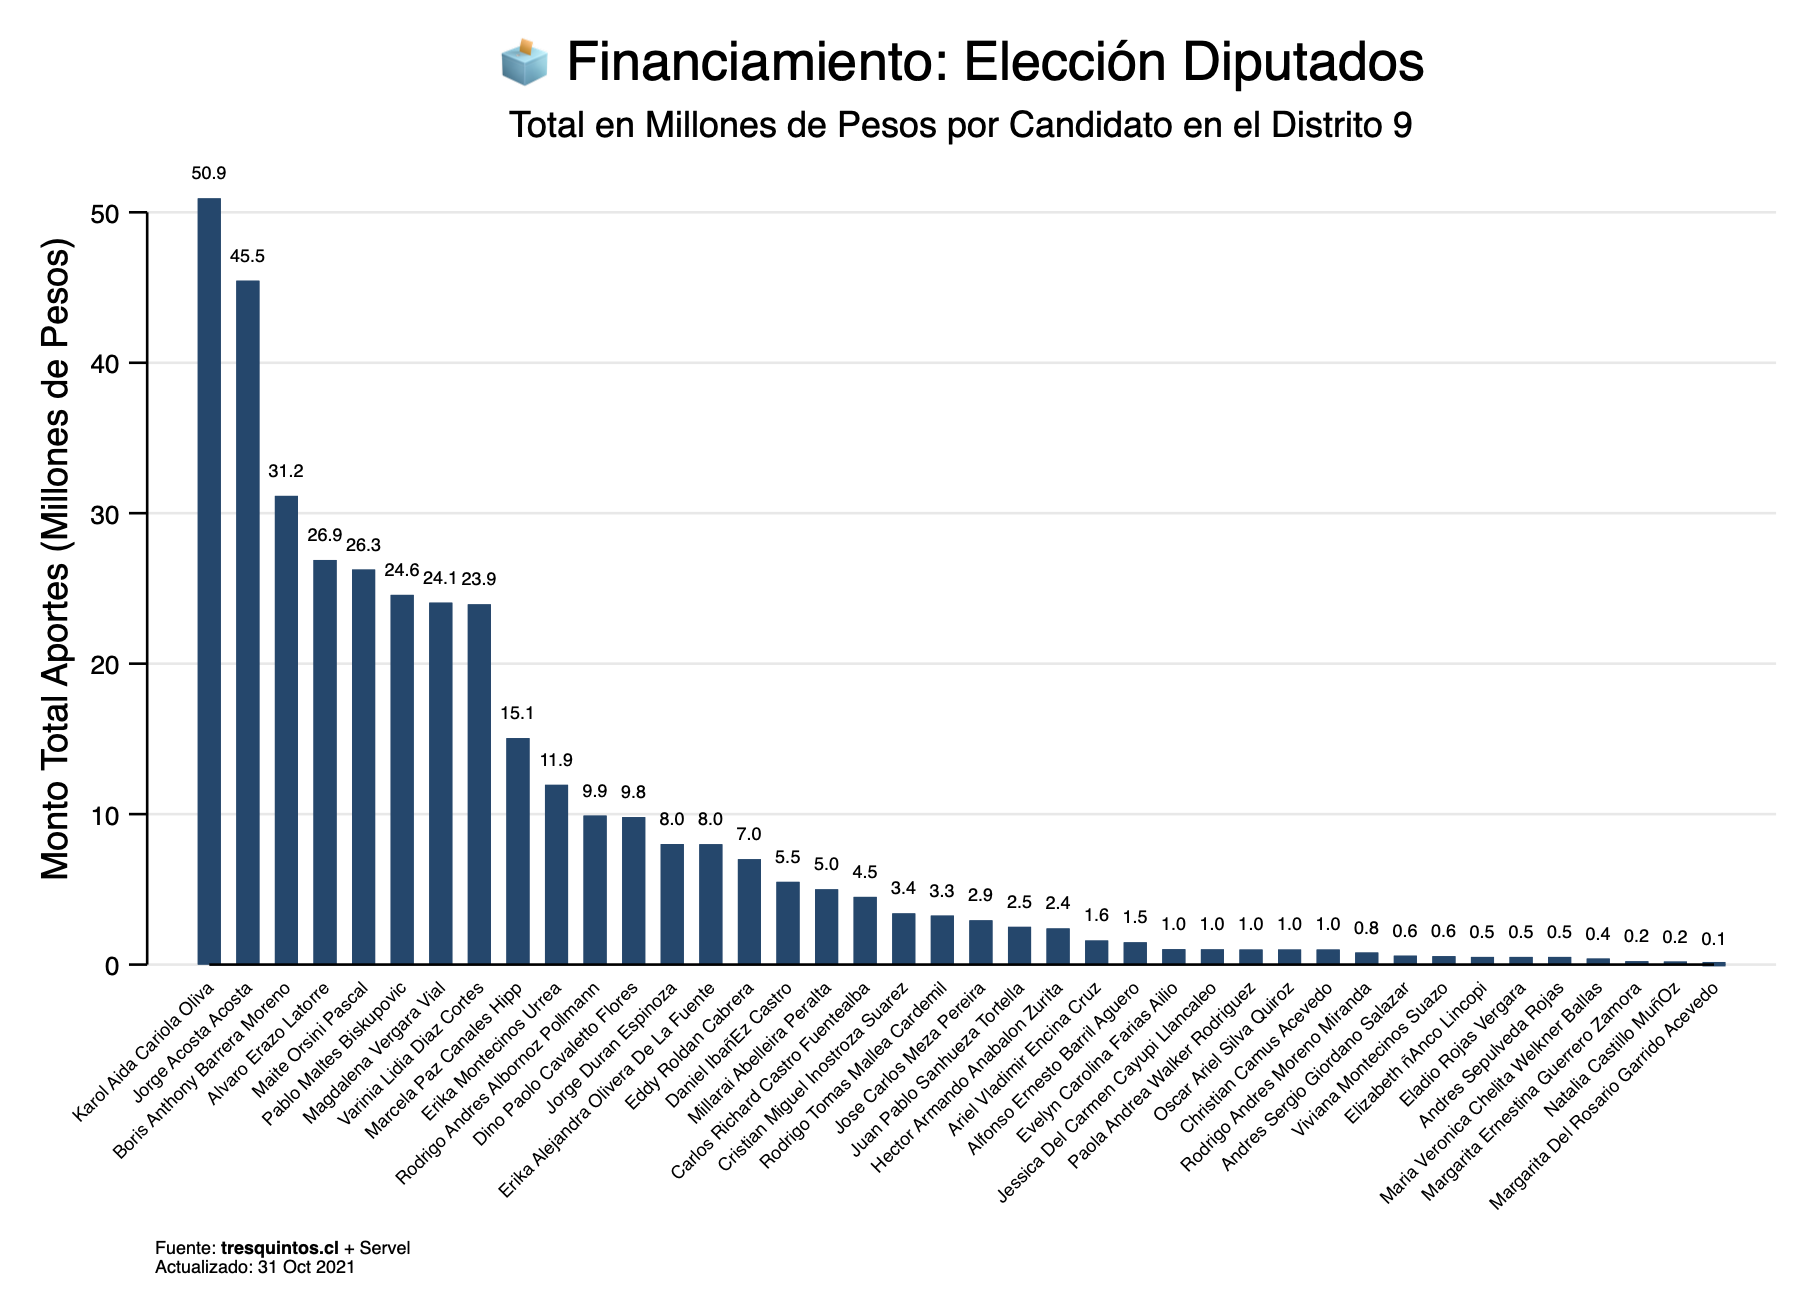 Financiamiento: Elección Diputados
Total en Millones de Pesos por Candidato en el Distrito 9
Monto Total Aportes (Millones de Pesos)
50
40
30
20
10
0
50.9
45.5
31.2
26.9
26.3
24.6
24.1
23.9
15.1
11.9
9.9
9.8
8.0
8.0
7.0
5.5
5.0
4.5
3.4
3.3
2.9
2.5
2.4
1.6
1.5
1.0
1.0
1.0
1.0
1.0
0.8
0.6
0.6
0.5
0.5
0.5
0.4
0.2
0.2
0.1
Karol Aida Cariola Oliva
Jorge Acosta Acosta
Boris Anthony Barrera Moreno
Alvaro Erazo Latorre
Maite Orsini Pascal
Pablo Maltes Biskupovic
Magdalena Vergara Vial
Varinia Lidia Diaz Cortes
Marcela Paz Canales Hipp
Erika Montecinos Urrea
Rodrigo Andres Albornoz Pollmann
Dino Paolo Cavaletto Flores
Jorge Duran Espinoza
Erika Alejandra Olivera De La Fuente
Eddy Roldan Cabrera
Daniel IbañEz Castro
Millarai Abelleira Peralta
Carlos Richard Castro Fuentealba
Cristian Miguel Inostroza Suarez
Rodrigo Tomas Mallea Cardemil
Jose Carlos Meza Pereira
Juan Pablo Sanhueza Tortella
Hector Armando Anabalon Zurita
Ariel Vladimir Encina Cruz
Alfonso Ernesto Barril Aguero
Evelyn Carolina Farias Ailio
Jessica Del Carmen Cayupi Llancaleo
Paola Andrea Walker Rodriguez
Oscar Ariel Silva Quiroz
Christian Camus Acevedo
Rodrigo Andres Moreno Miranda
Andres Sergio Giordano Salazar
Viviana Montecinos Suazo
Elizabeth ñAnco Lincopi
Eladio Rojas Vergara
Andres Sepulveda Rojas
Maria Veronica Chelita Welkner Ballas
Margarita Ernestina Guerrero Zamora
Natalia Castillo MuñOz
Margarita Del Rosario Garrido Acevedo
Fuente: tresquintos.cl + Servel
Actualizado: 31 Oct 2021